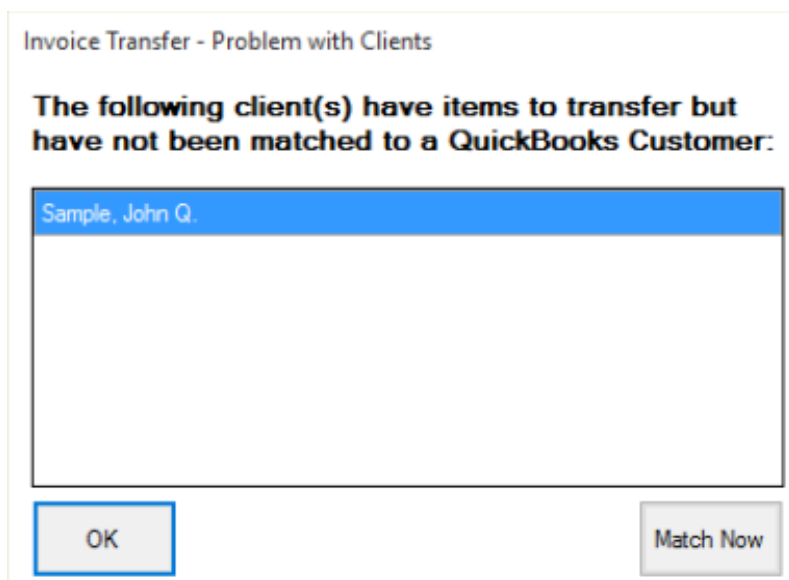 Invoice Transfer - Problem with Clients
The following client(s) have items to transfer but
have not been matched to a QuickBooks Customer:
Sample, John Q.
OK
Match Now